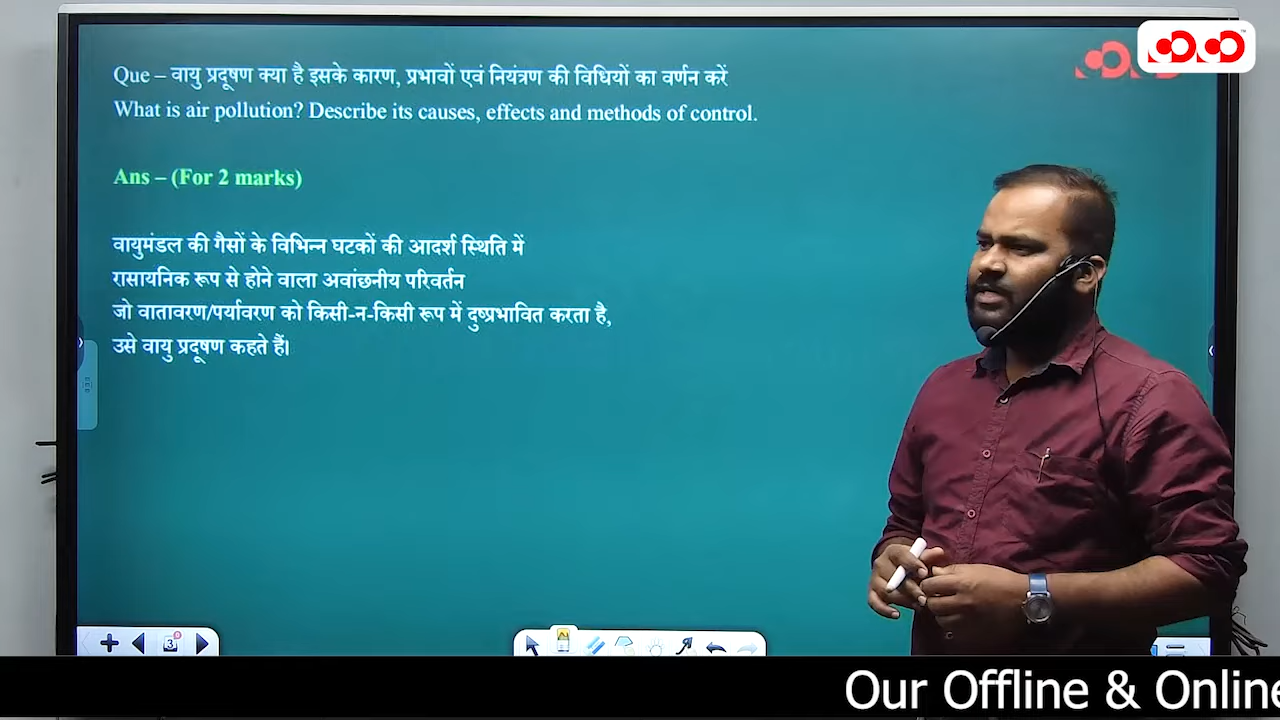 Que – वायु प्रदूषण क्या है इसके कारण, प्रभावों एवं नियंत्रण की विधियों का वर्णन करें
What is air pollution? Describe its causes, effects and methods of control.
Ans – (For 2 marks)
वायुमंडल की गैसों के विभिन्न घटकों की आदर्श स्थिति में
रासायनिक रूप से होने वाला अवांछनीय परिवर्तन
जो वातावरण/पर्यावरण को किसी-न-किसी रूप में दुष्प्रभावित करता है,
उसे वायु प्रदूषण कहते हैं।
3
Our Offline & Online